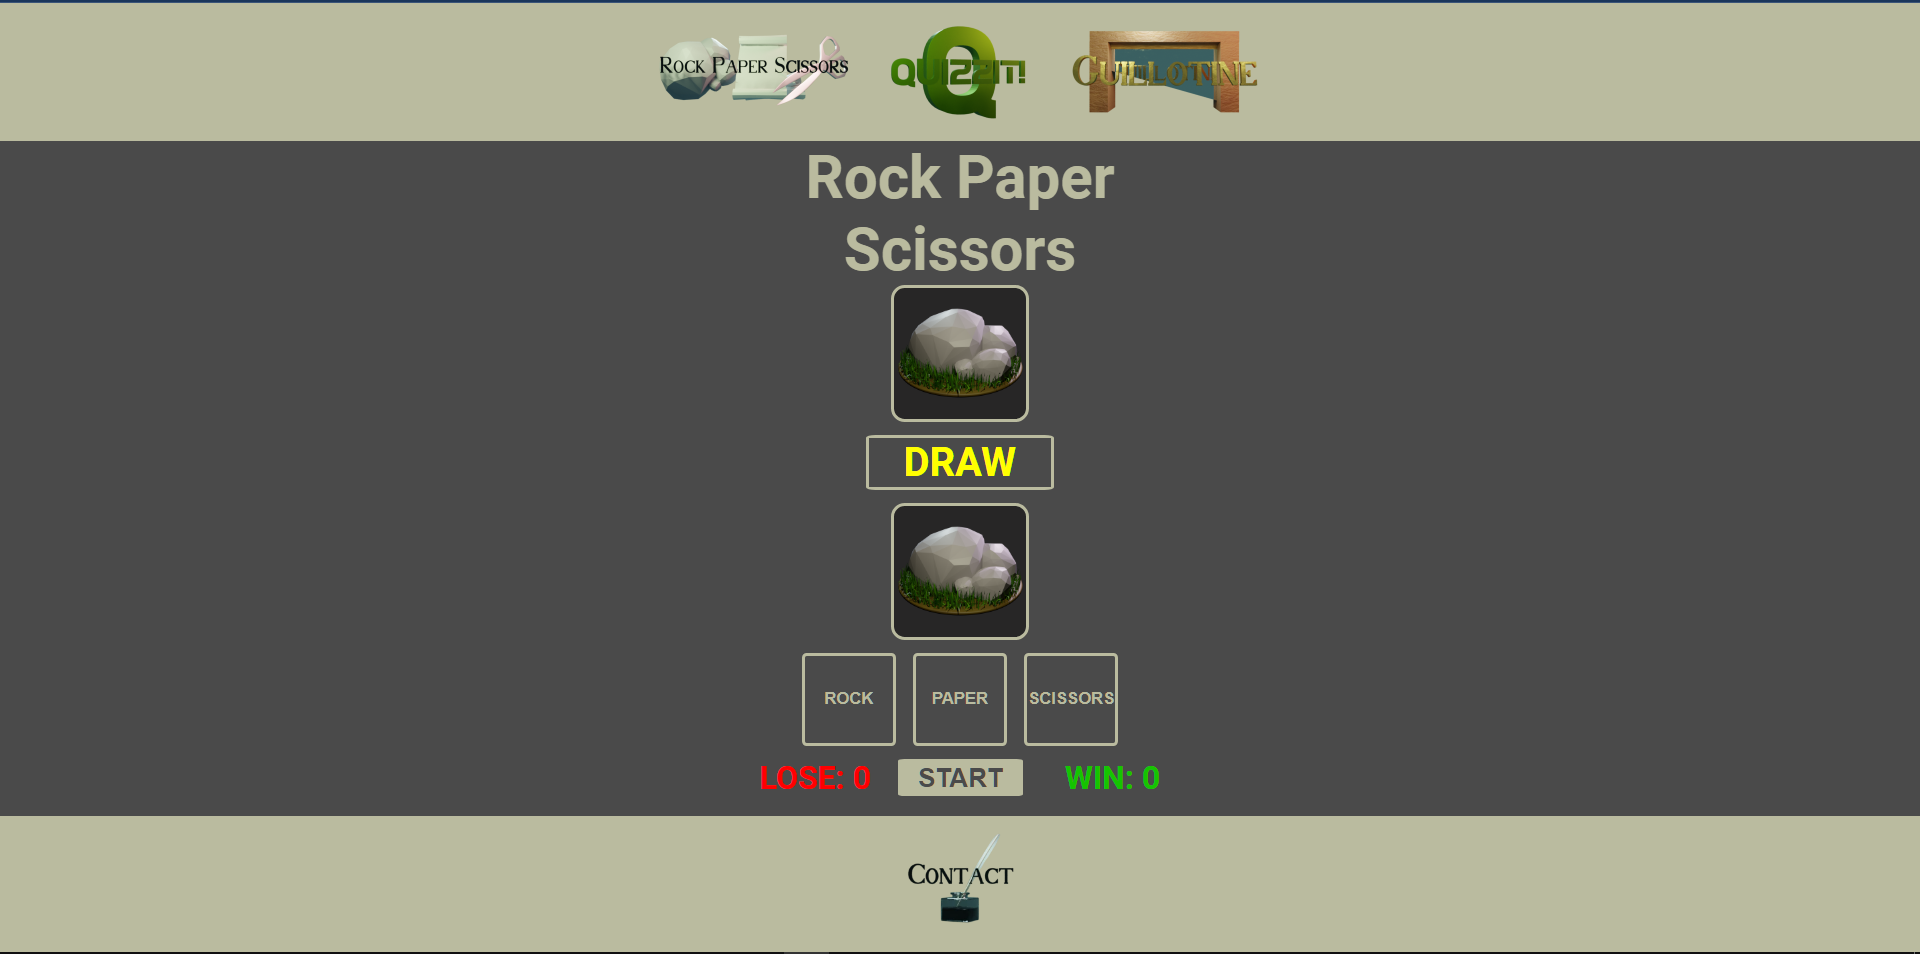 Rock Paper Scissors
QUIZZIT!
GUILLOTINE
Rock Paper
Scissors
DRAW
ROCK
PAPER
SCISSORS
LOSE: 0
START
WIN: 0
CONTACT